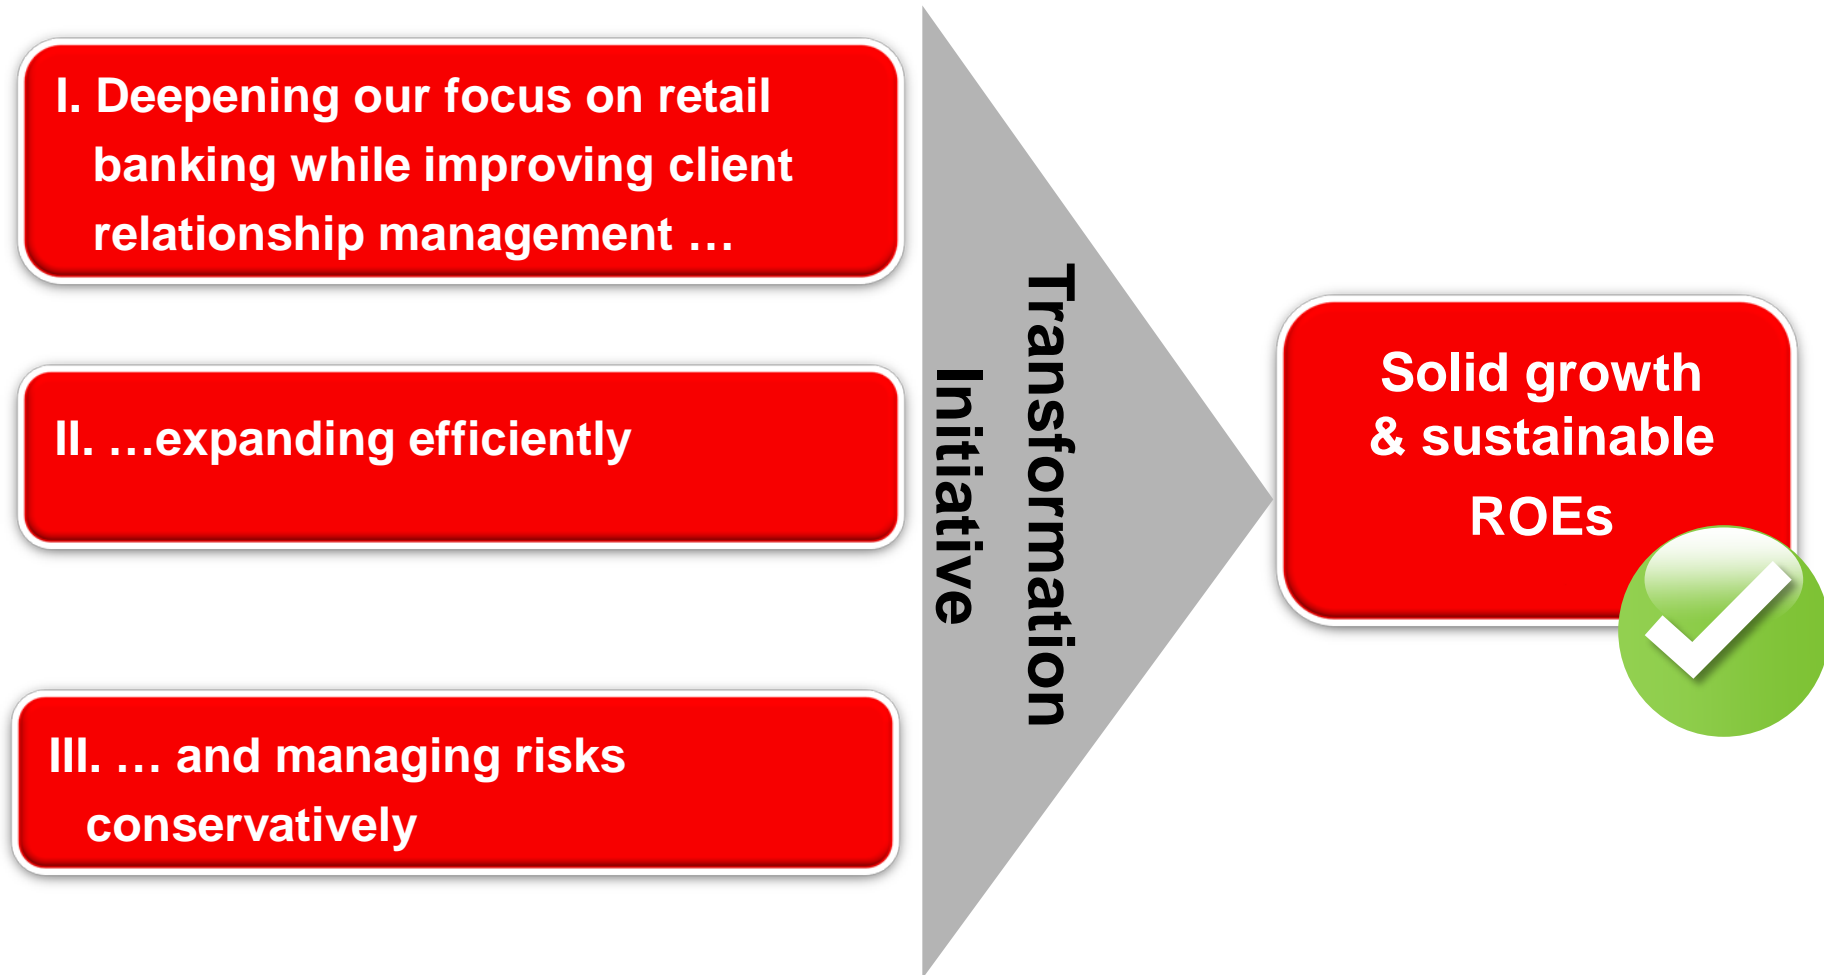 I. Deepening our focus on retail
banking while improving client
relationship management …
II. …expanding efficiently
III. … and managing risks
conservatively
Transformation
Initiative
Solid growth
& sustainable
ROEs